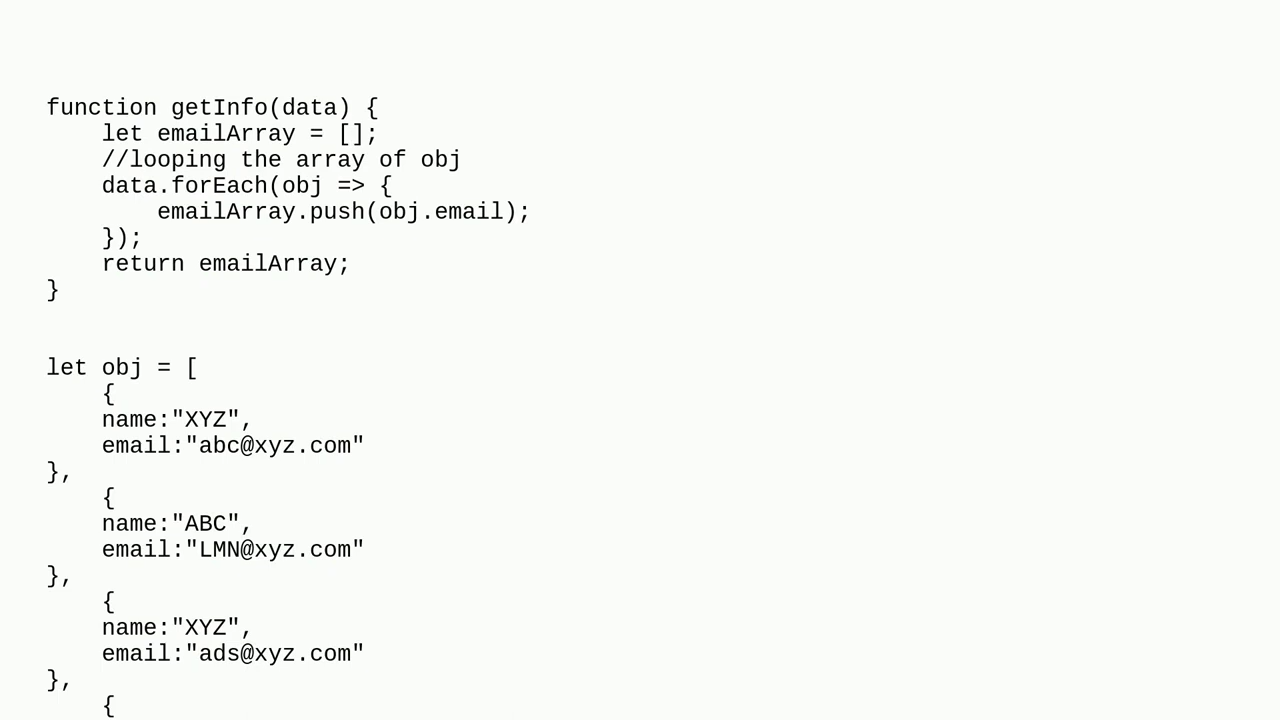 function getInfo(data) {
    let emailArray = [];
    //looping the array of obj
    data.forEach(obj => {
        emailArray.push(obj.email);
    });
    return emailArray;
}
let obj = [
    {
    name:"XYZ",
    email:"abc@xyz.com"
},
    {
    name:"ABC",
    email:"LMN@xyz.com"
},
    {
    name:"XYZ",
    email:"ads@xyz.com"
},
    {